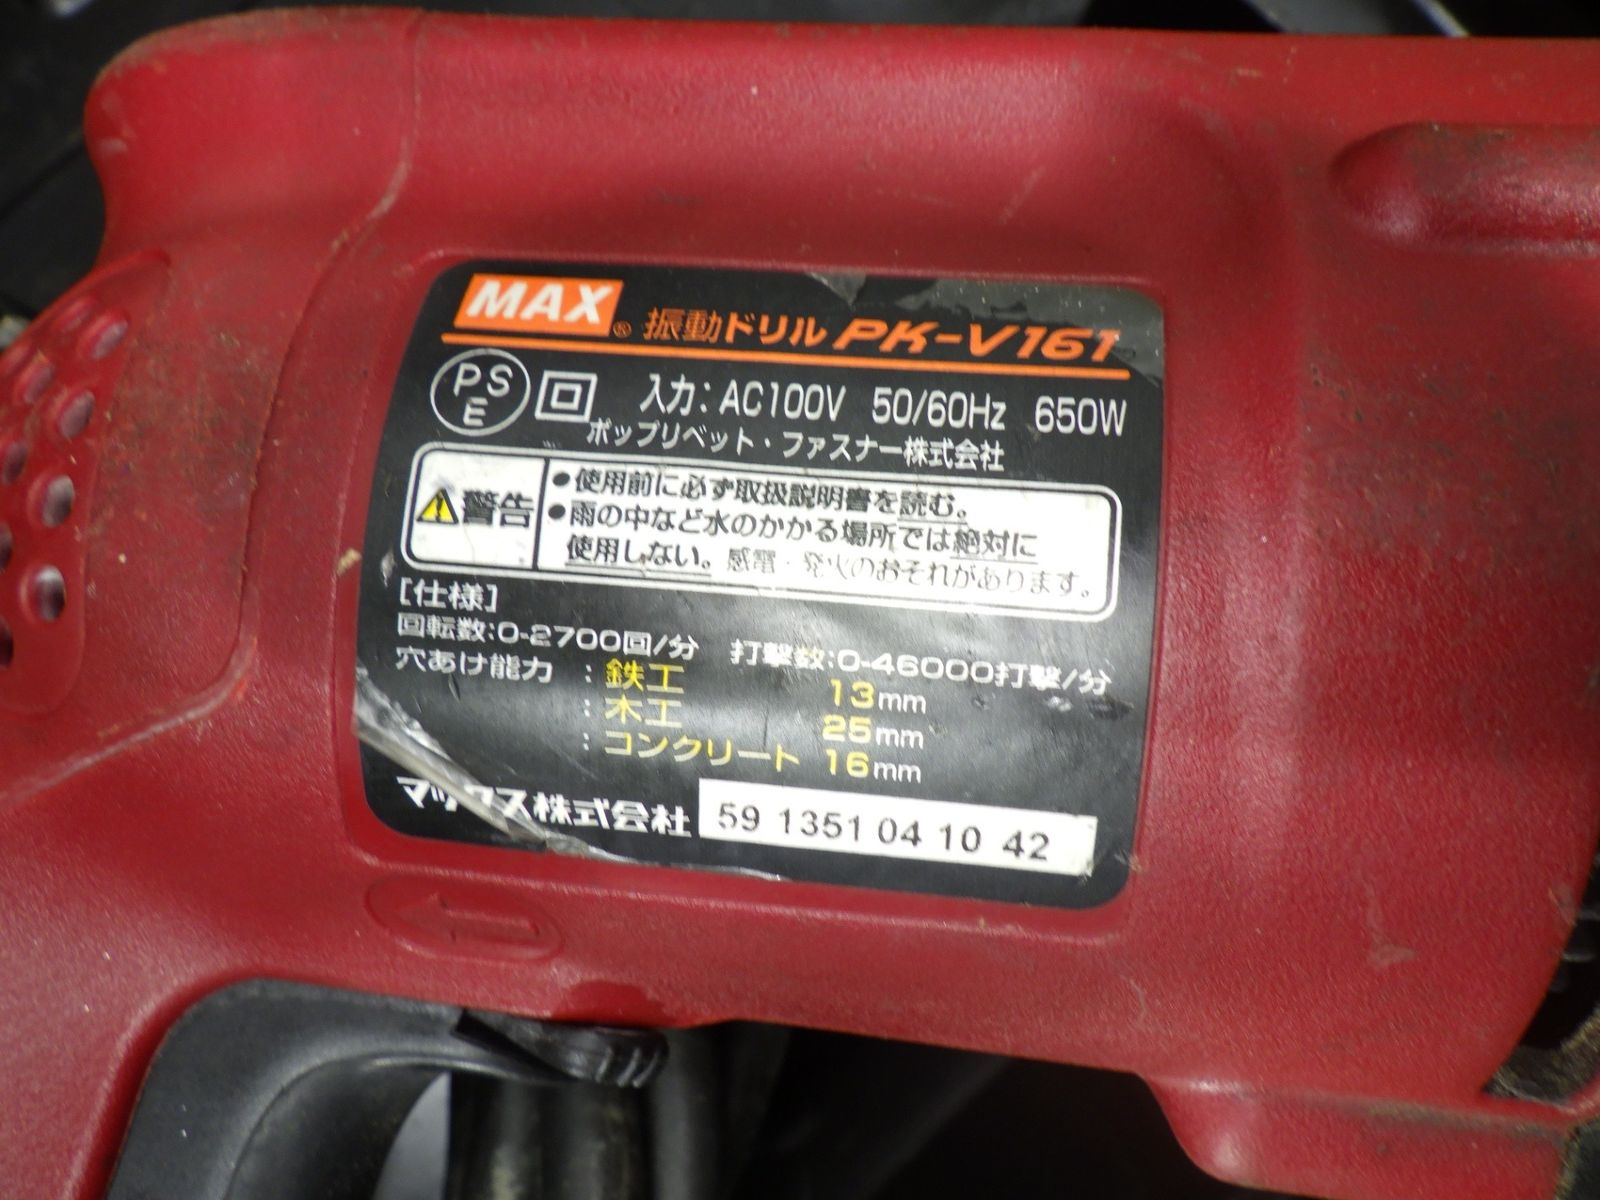 MAX® 振動ドリル PK-V161
PSE 入力:AC100V 50/60Hz 650W
ポップリベット・ファスナー株式会社
警告
•使用前に必ず取扱説明書を読む。
•雨の中など水のかかる場所では絶対に
使用しない。感電・発火のおそれがあります。
[仕様]
回転数:0-2700回/分 打撃数:0-46000打撃/分
穴あけ能力 :鉄工 13mm
:木工 25mm
:コンクリート 16mm
マックス株式会社 59 1351 04 10 42